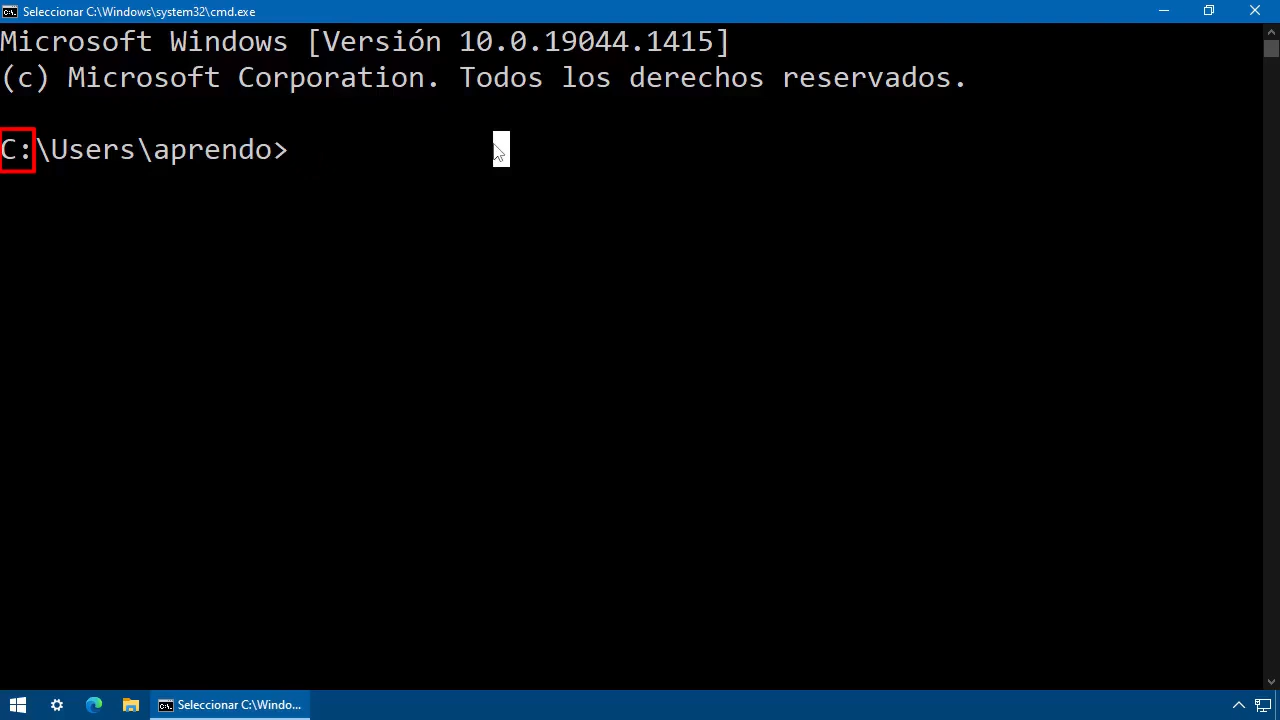 Seleccionar C:\Windows\system32\cmd.exe
Microsoft Windows [Versión 10.0.19044.1415]
(c) Microsoft Corporation. Todos los derechos reservados.
C:\Users\aprendo>
Seleccionar C:\Windo...